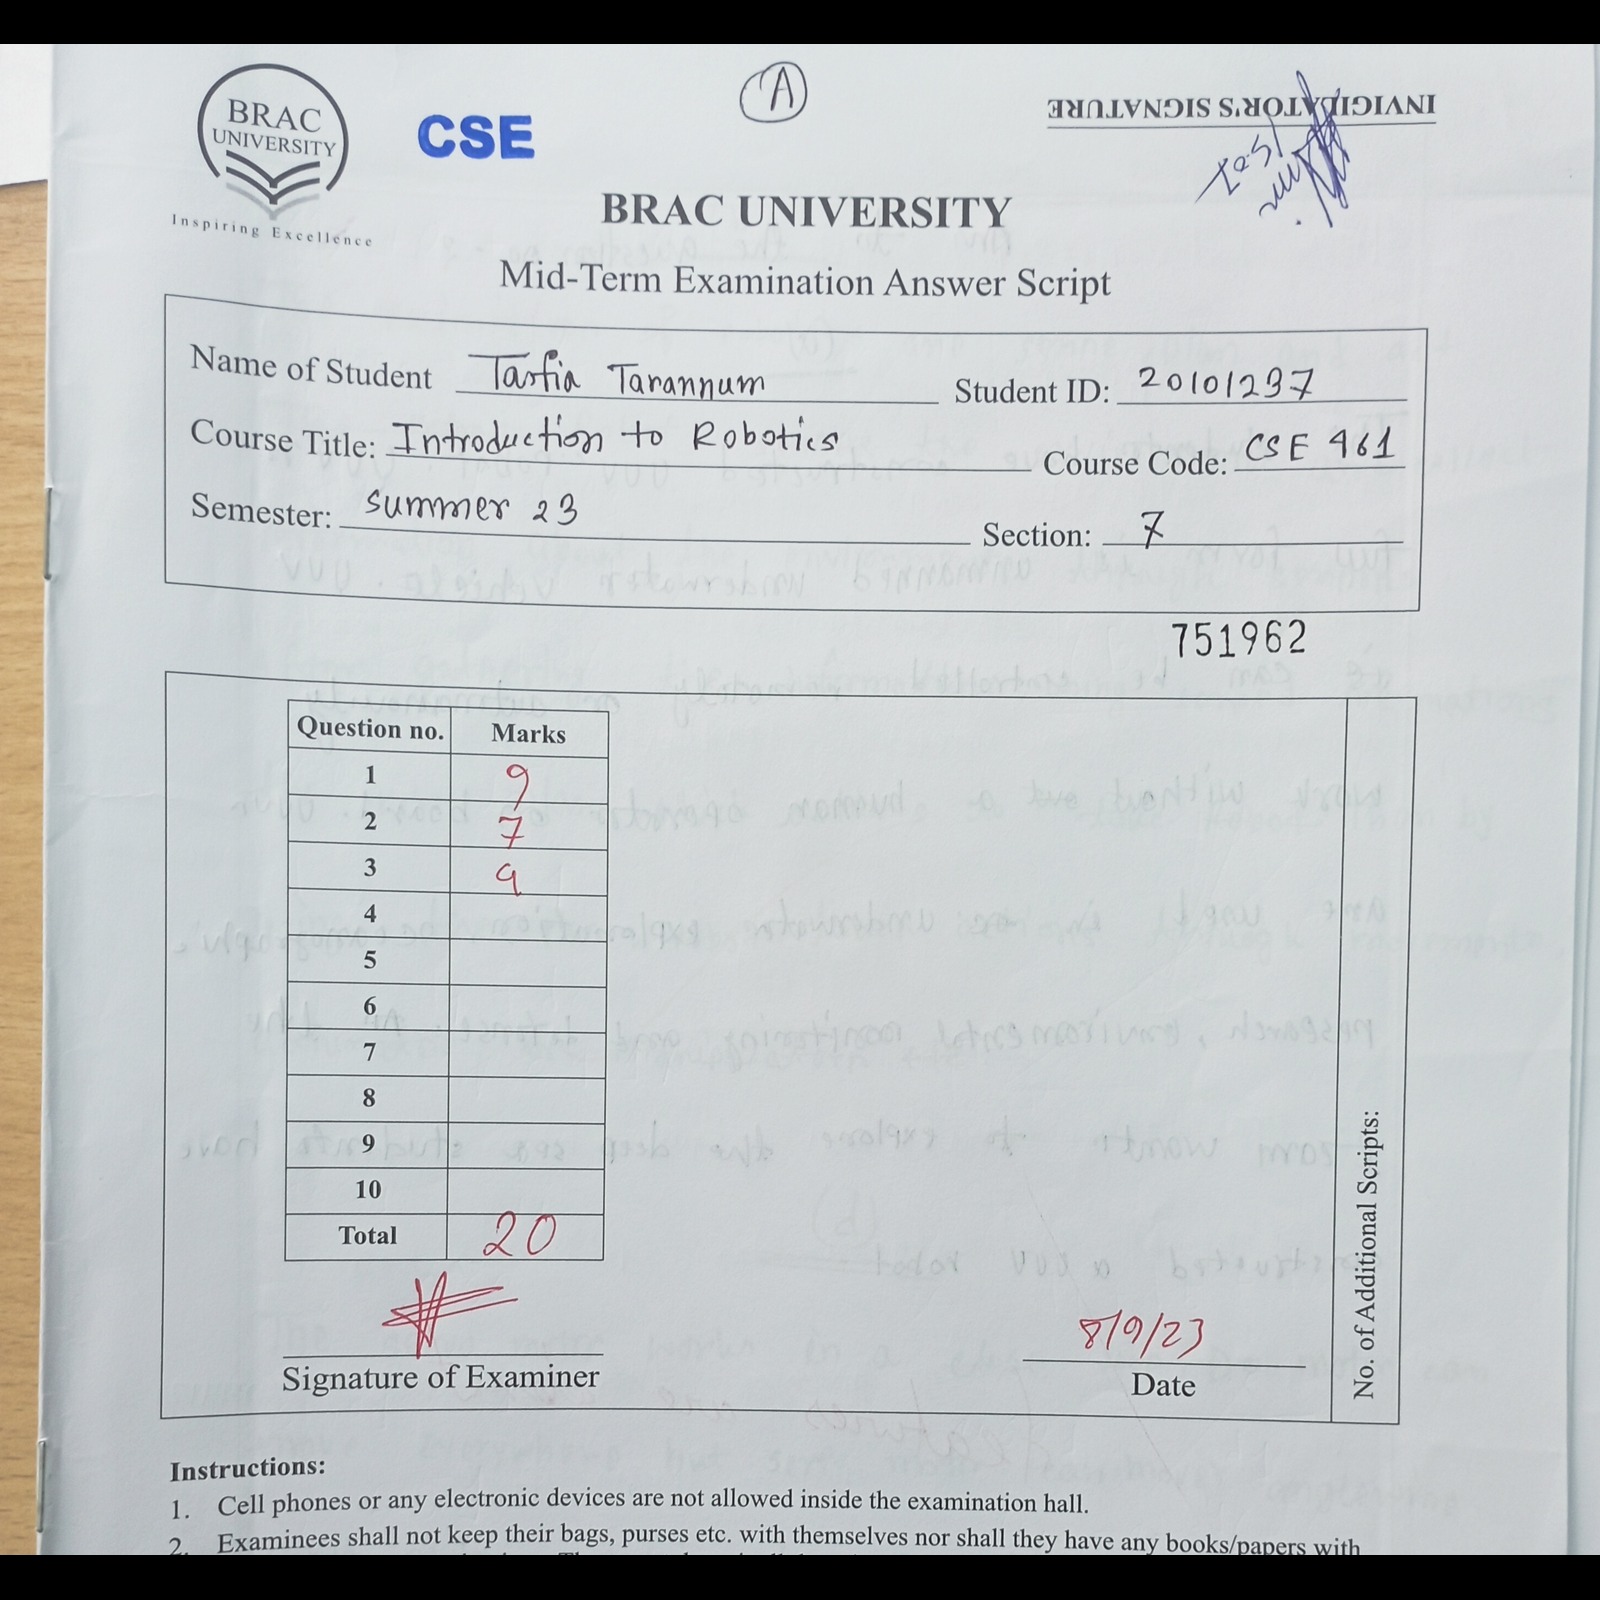 BRAC
UNIVERSITY
Inspiring Excellence
CSE
A
INVIGILATOR'S SIGNATURE
BRAC UNIVERSITY
Mid-Term Examination Answer Script
Name of Student Tasfia Tarannum Student ID: 20101237
Course Title: Introduction to Robotics Course Code: CSE 461
Semester: Summer 23 Section: 7
751962
Question no. Marks
1 9
2 7
3 9
4
5
6
7
8
9
10
Total 20
Signature of Examiner
8/9/23
Date
No. of Additional Scripts:
Instructions:
1. Cell phones or any electronic devices are not allowed inside the examination hall.
2. Examinees shall not keep their bags, purses etc. with themselves nor shall they have any books/papers with